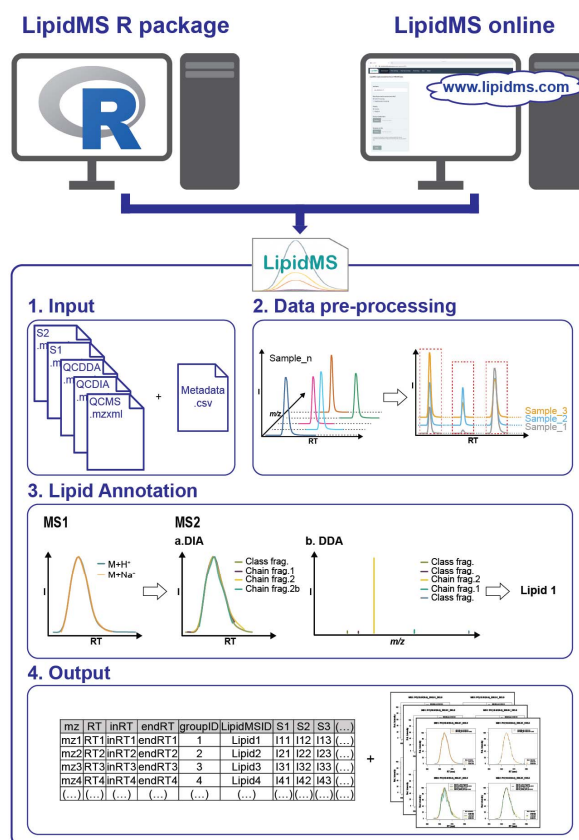 LipidMS R package
LipidMS online
R
www.lipidms.com
LipidMS
1. Input
2. Data pre-processing
S2
.m
S1
.m
QCDDA
.m
QCDIA
.m
QCMS
.mzxml
+
Metadata
.csv
Sample_n
I
m/z
RT
I
Sample_3
Sample_2
Sample_1
RT
3. Lipid Annotation
MS1
MS2
a.DIA
b. DDA
I
M+H⁺
M+Na⁻
RT
I
Class frag.
Chain frag.1
Chain frag.2
Chain frag.2b
RT
I
Class frag.
Class frag.
Chain frag.2
Chain frag.1
Class frag.
m/z
Lipid 1
4. Output
mz RT inRT endRT groupID LipidMSID S1 S2 S3 (...)
mz1 RT1 inRT1 endRT1 1 Lipid1 I11 I12 I13 (...)
mz2 RT2 inRT2 endRT2 2 Lipid2 I21 I22 I23 (...)
mz3 RT3 inRT3 endRT3 3 Lipid3 I31 I32 I33 (...)
mz4 RT4 inRT4 endRT4 4 Lipid4 I41 I42 I43 (...)
(...) (...) (...) (...) (...) (...) (...) (...) (...) (...)
+